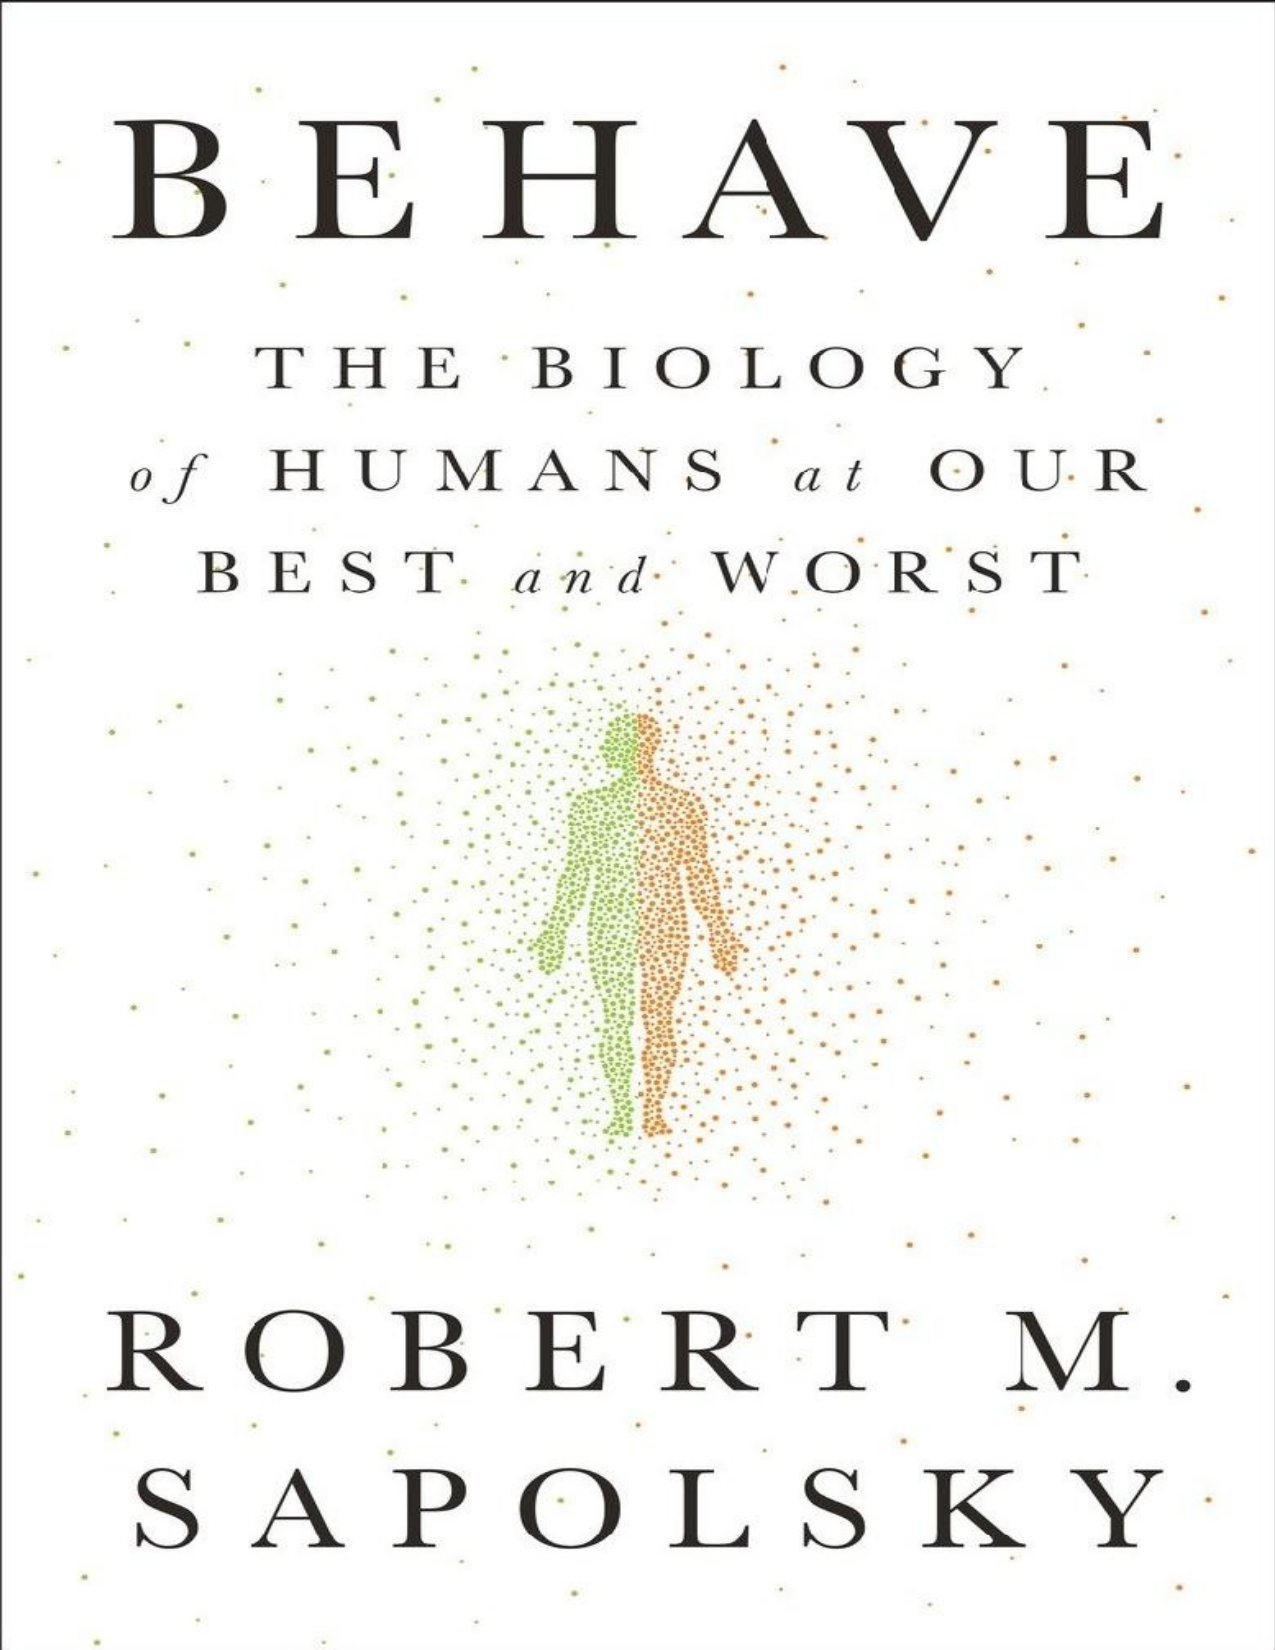 BEHAVE
THE BIOLOGY
of HUMANS at OUR
BEST and WORST
ROBERT M.
SAPOLSKY